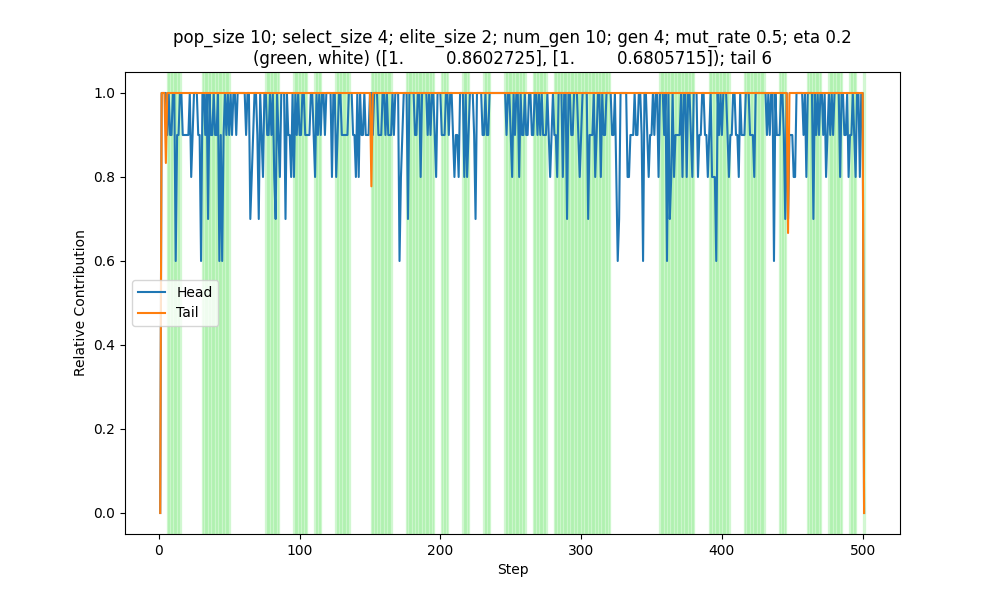 pop_size 10; select_size 4; elite_size 2; num_gen 10; gen 4; mut_rate 0.5; eta 0.2
(green, white) ([1.         0.8602725], [1.         0.6805715]); tail 6
1.0
0.8
0.6
0.4
0.2
0.0
Relative Contribution
Head
Tail
0 100 200 300 400 500
Step